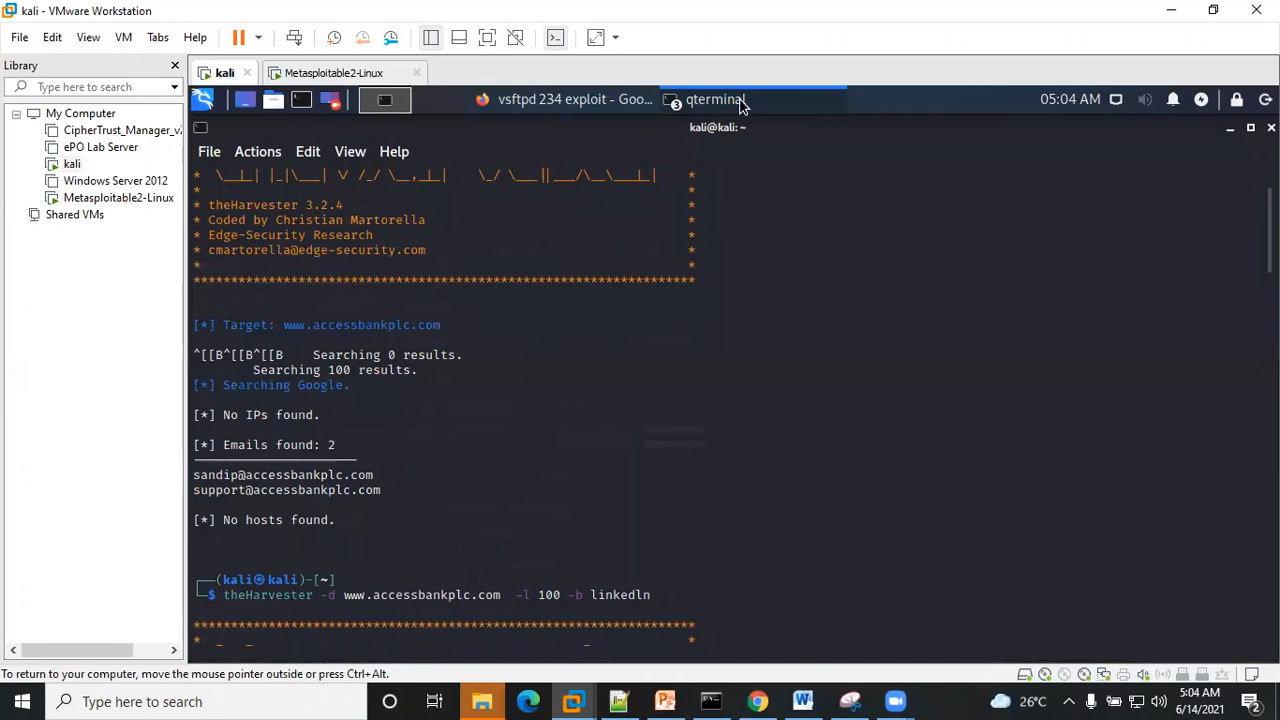 kali - VMware Workstation
File Edit View VM Tabs Help
Library
Type here to search
My Computer
CipherTrust_Manager_v2
ePO Lab Server
kali
Windows Server 2012
Metasploitable2-Linux
Shared VMs
kali
Metasploitable2-Linux
vsftpd 234 exploit - Goo...
3 qterminal
05:04 AM
kali@kali: ~
File Actions Edit View Help
* theHarvester 3.2.4 *
* Coded by Christian Martorella *
* Edge-Security Research *
* cmartorella@edge-security.com *
* *
*******************************************************************
[*] Target: www.accessbankplc.com
^[[B^[[B^[[B Searching 0 results.
Searching 100 results.
[*] Searching Google.
[*] No IPs found.
[*] Emails found: 2
sandip@accessbankplc.com
support@accessbankplc.com
[*] No hosts found.
(kali㉿kali)-[~]
$ theHarvester -d www.accessbankplc.com -l 100 -b linkedln
*******************************************************************
To return to your computer, move the mouse pointer outside or press Ctrl+Alt.
Type here to search
26°C
5:04 AM
6/14/2021
2